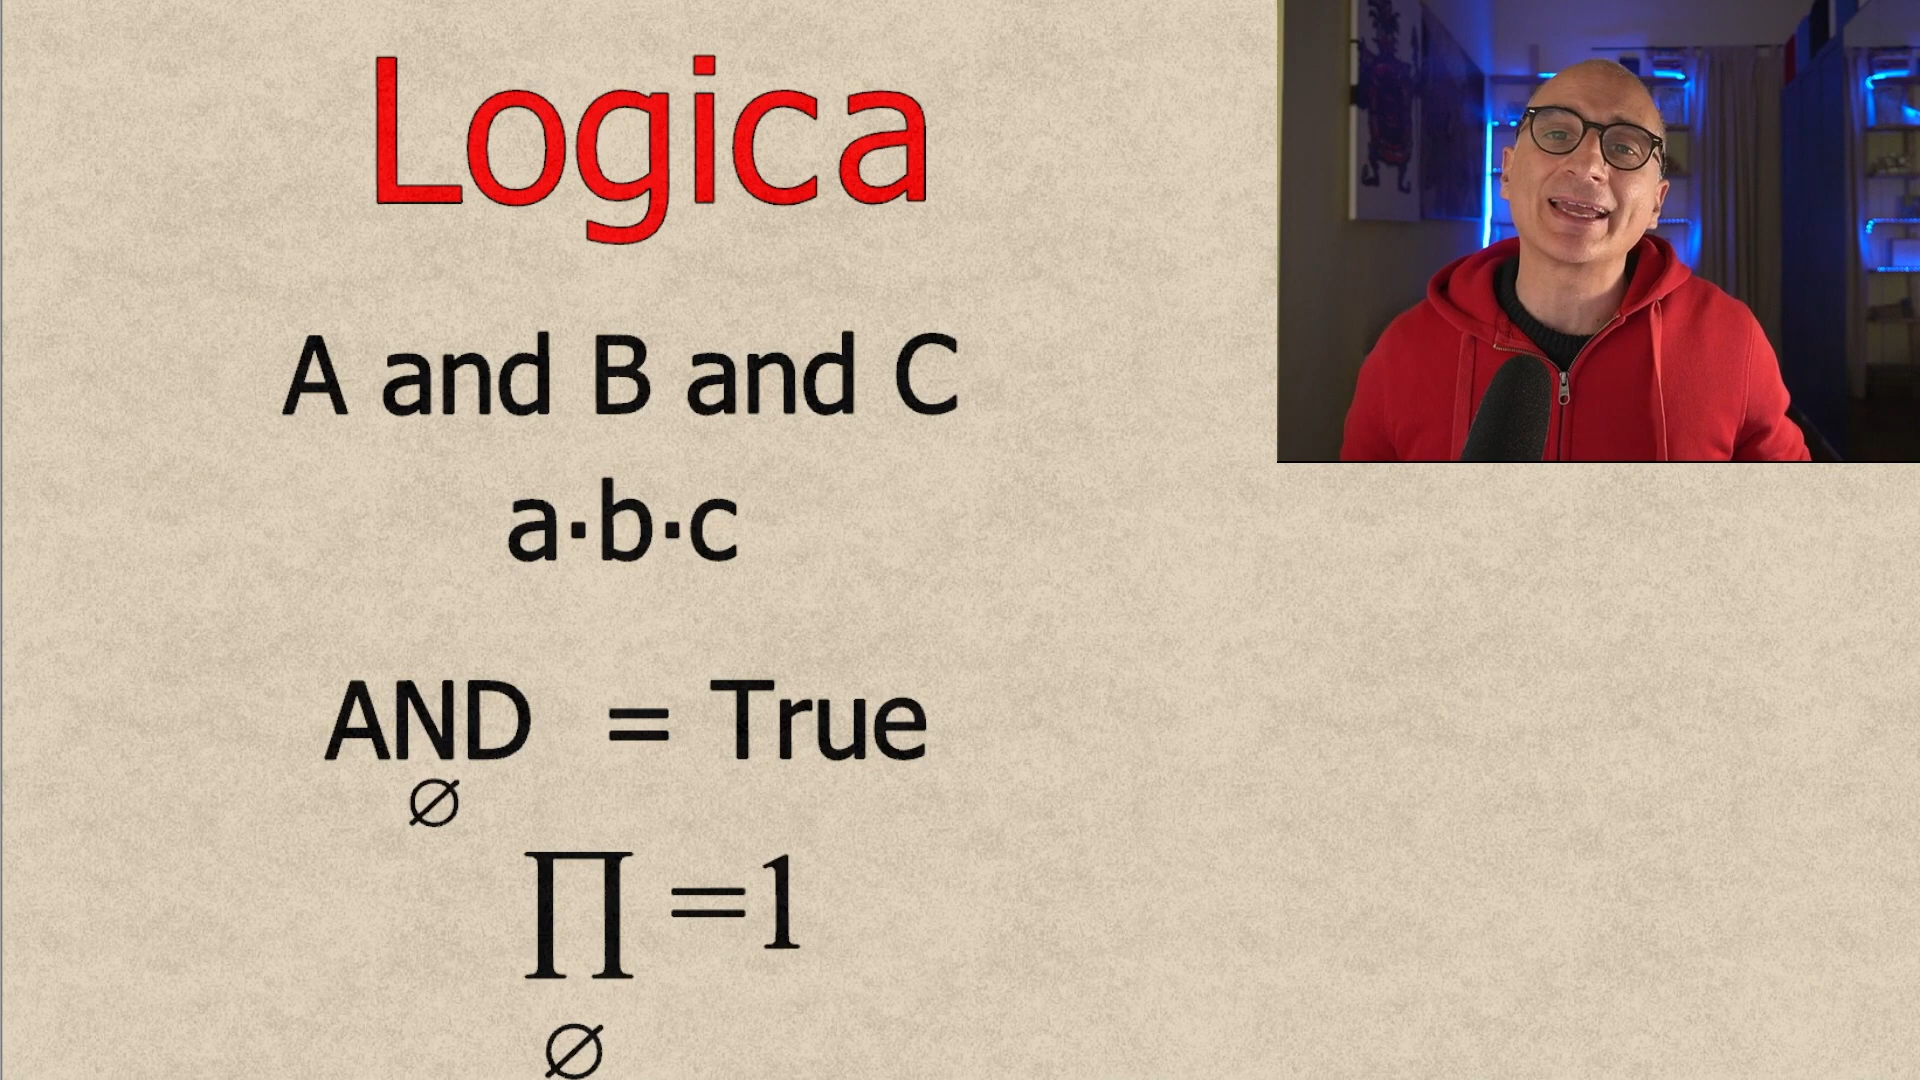 Logica
A and B and C
a·b·c
AND = True
∅
∏ =1
∅